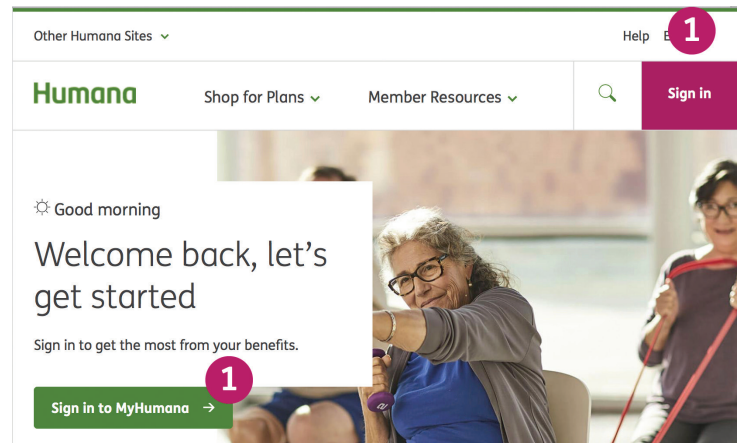 Other Humana Sites
Help
1
Humana
Shop for Plans
Member Resources
Sign in
Good morning
Welcome back, let’s
get started
Sign in to get the most from your benefits.
1
Sign in to MyHumana →